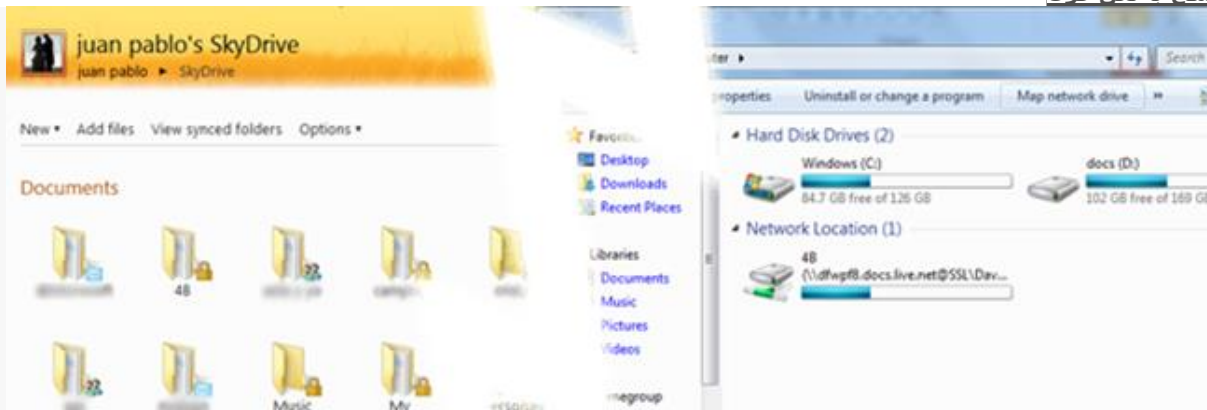 juan pablo's SkyDrive
juan pablo ▸ SkyDrive
New ▾ Add files View synced folders Options ▾
Documents
48
Music
My
Desktop
Downloads
Recent Places
Libraries
Documents
Music
Pictures
Videos
ter ▸
Search
properties Uninstall or change a program Map network drive »
Hard Disk Drives (2)
Windows (C:)
84.7 GB free of 126 GB
docs (D:)
102 GB free of 169 GB
Network Location (1)
48
(\\dfwpf8.docs.live.net@SSL\Dav...